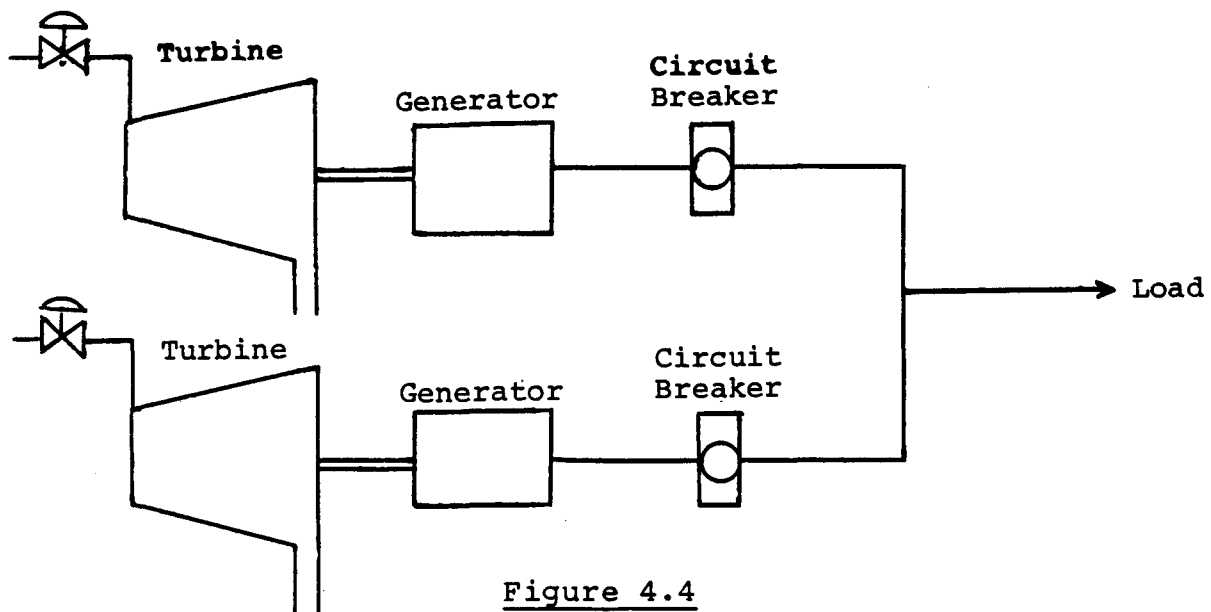 Turbine
Circuit
Breaker
Generator
Load
Turbine
Circuit
Breaker
Generator
Figure 4.4